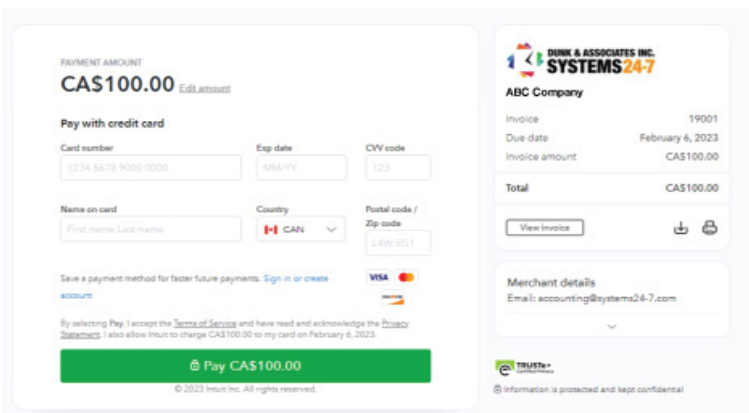 PAYMENT AMOUNT
CA$100.00 Edit amount
Pay with credit card
Card number
Exp date
CVV code
1234 5678 9000 0000
MM/YY
123
Name on card
Country
Postal code /
Zip code
First name Last name
CAN
L4W 5G1
Save a payment method for faster future payments. Sign in or create
account
VISA
By selecting Pay, I accept the Terms of Service and have read and acknowledge the Privacy
Statement. I also allow Intuit to charge CA$100.00 to my card on February 6, 2023.
Pay CA$100.00
© 2023 Intuit Inc. All rights reserved.
DUNK & ASSOCIATES INC.
SYSTEMS24-7
ABC Company
Invoice 19001
Due date February 6, 2023
Invoice amount CA$100.00
Total CA$100.00
View invoice
Merchant details
Email: accounting@systems24-7.com
TRUSTe
Certified Privacy
Information is protected and kept confidential